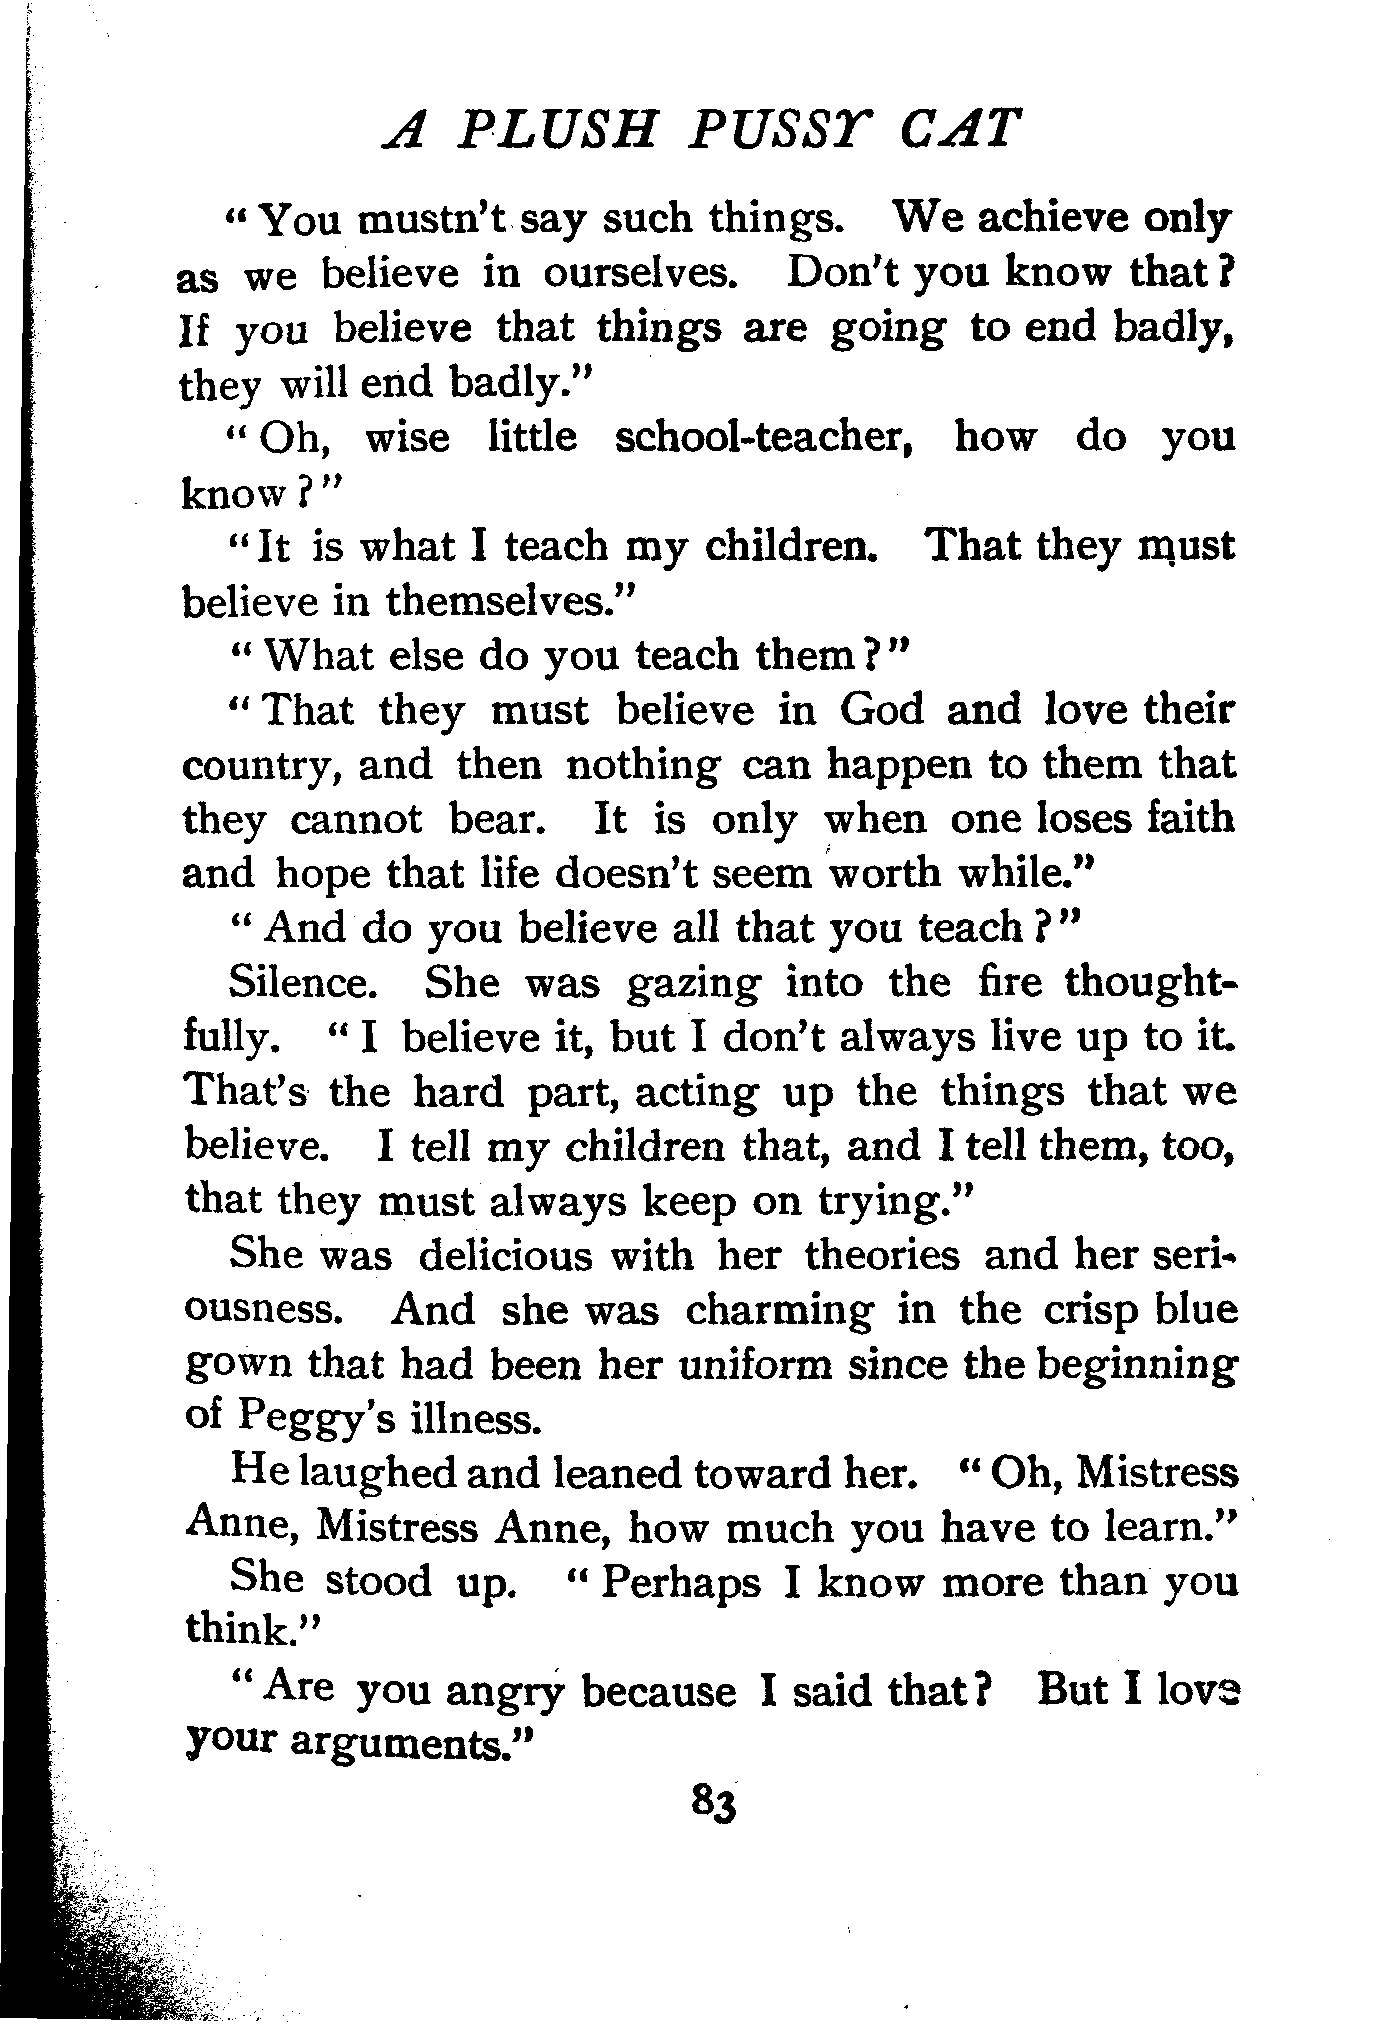 A PLUSH PUSSY CAT
"You mustn't say such things. We achieve only
as we believe in ourselves. Don't you know that?
If you believe that things are going to end badly,
they will end badly."
"Oh, wise little school-teacher, how do you
know?"
"It is what I teach my children. That they must
believe in themselves."
"What else do you teach them?"
"That they must believe in God and love their
country, and then nothing can happen to them that
they cannot bear. It is only when one loses faith
and hope that life doesn't seem worth while."
"And do you believe all that you teach?"
Silence. She was gazing into the fire thought-
fully. "I believe it, but I don't always live up to it.
That's the hard part, acting up the things that we
believe. I tell my children that, and I tell them, too,
that they must always keep on trying."
She was delicious with her theories and her seri-
ousness. And she was charming in the crisp blue
gown that had been her uniform since the beginning
of Peggy's illness.
He laughed and leaned toward her. "Oh, Mistress
Anne, Mistress Anne, how much you have to learn."
She stood up. "Perhaps I know more than you
think."
"Are you angry because I said that? But I love
your arguments."
83